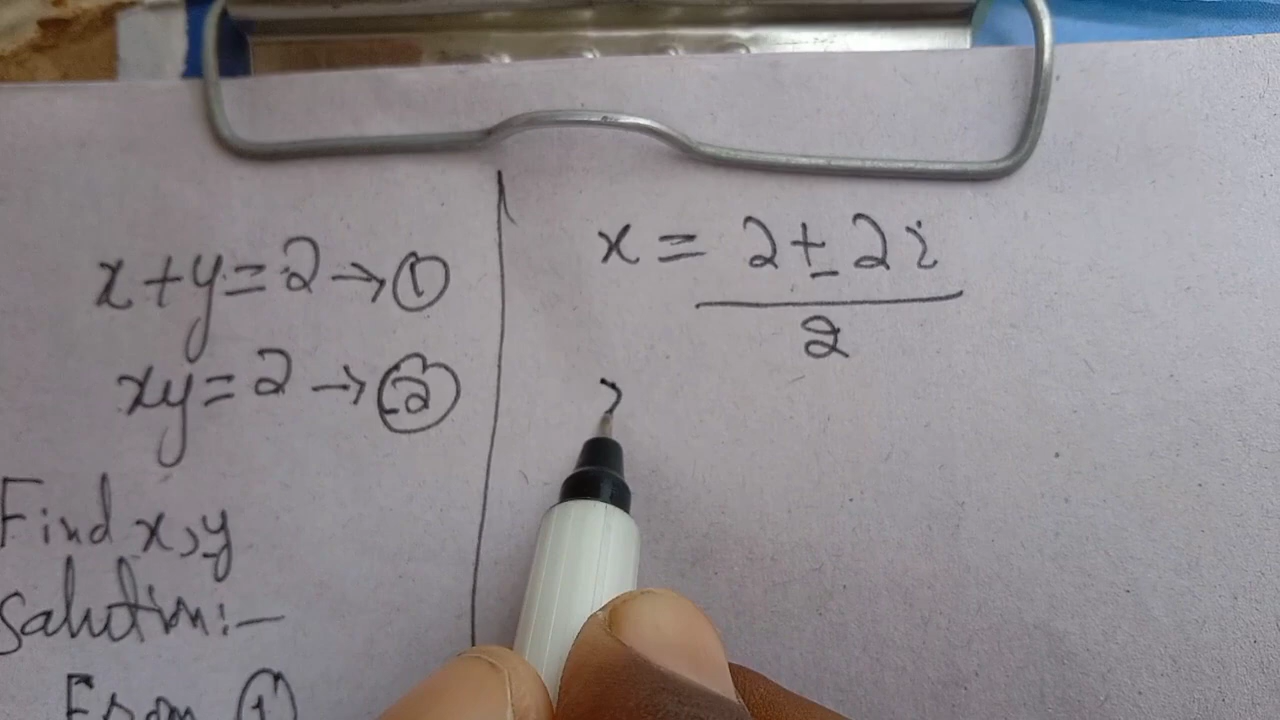 x+y=2→①
xy=2→②
Find x,y
Solution:-
From ①
x = 2±2i
2